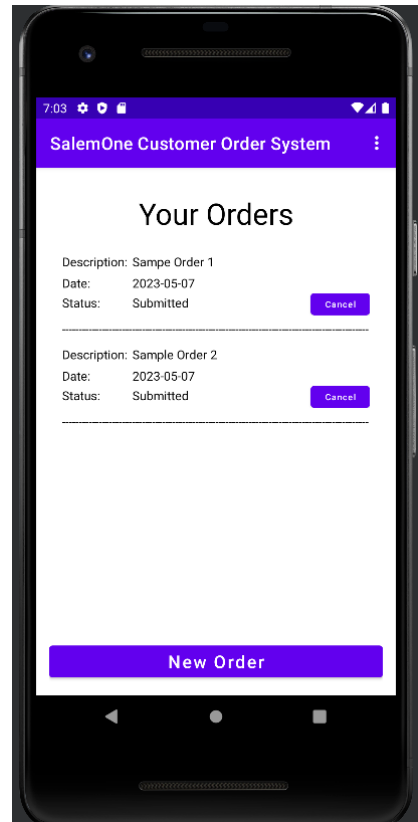 7:03
SalemOne Customer Order System
Your Orders
Description: Sampe Order 1
Date: 2023-05-07
Status: Submitted Cancel
Description: Sample Order 2
Date: 2023-05-07
Status: Submitted Cancel
New Order